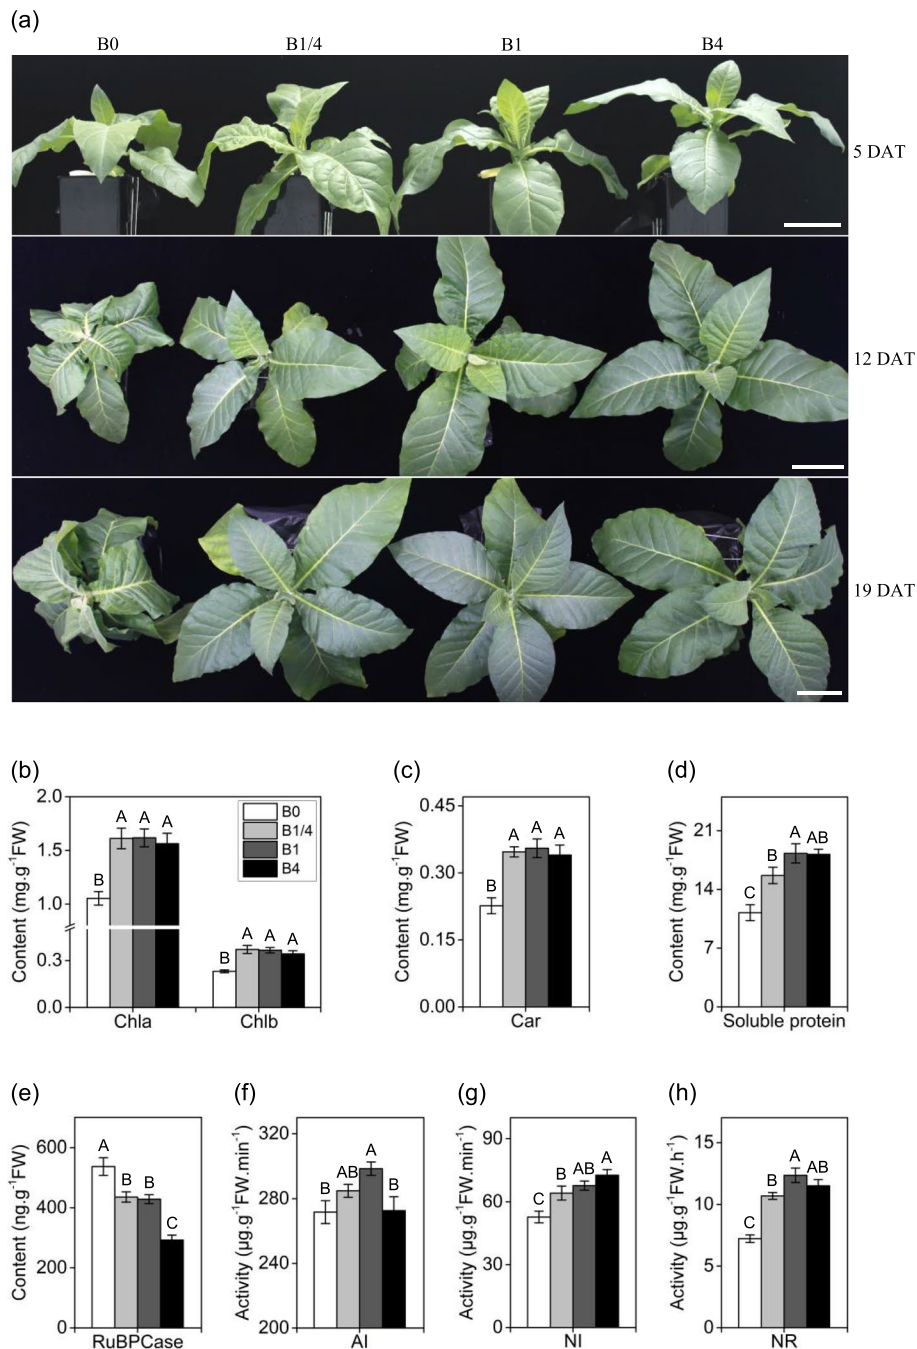 (a)
B0 B1/4 B1 B4
5 DAT
12 DAT
19 DAT
(b) (c) (d)
2.0
1.5
1.0
0.3
0.0
Content (mg.g⁻¹FW)
B
A
A
A
B
A
A
A
B0
B1/4
B1
B4
Chla Chlb
0.45
0.30
0.15
0.00
Content (mg.g⁻¹FW)
B
A
A
A
Car
21
14
7
0
Content (mg.g⁻¹FW)
C
B
A
AB
Soluble protein
(e) (f) (g) (h)
600
400
200
0
Content (ng.g⁻¹FW)
A
B
B
C
RuBPCase
320
280
240
200
Activity (µg.g⁻¹FW.min⁻¹)
B
AB
A
B
AI
90
60
30
0
Activity (µg.g⁻¹FW.min⁻¹)
C
B
AB
A
NI
15
10
5
0
Activity (µg.g⁻¹FW.h⁻¹)
C
B
A
AB
NR